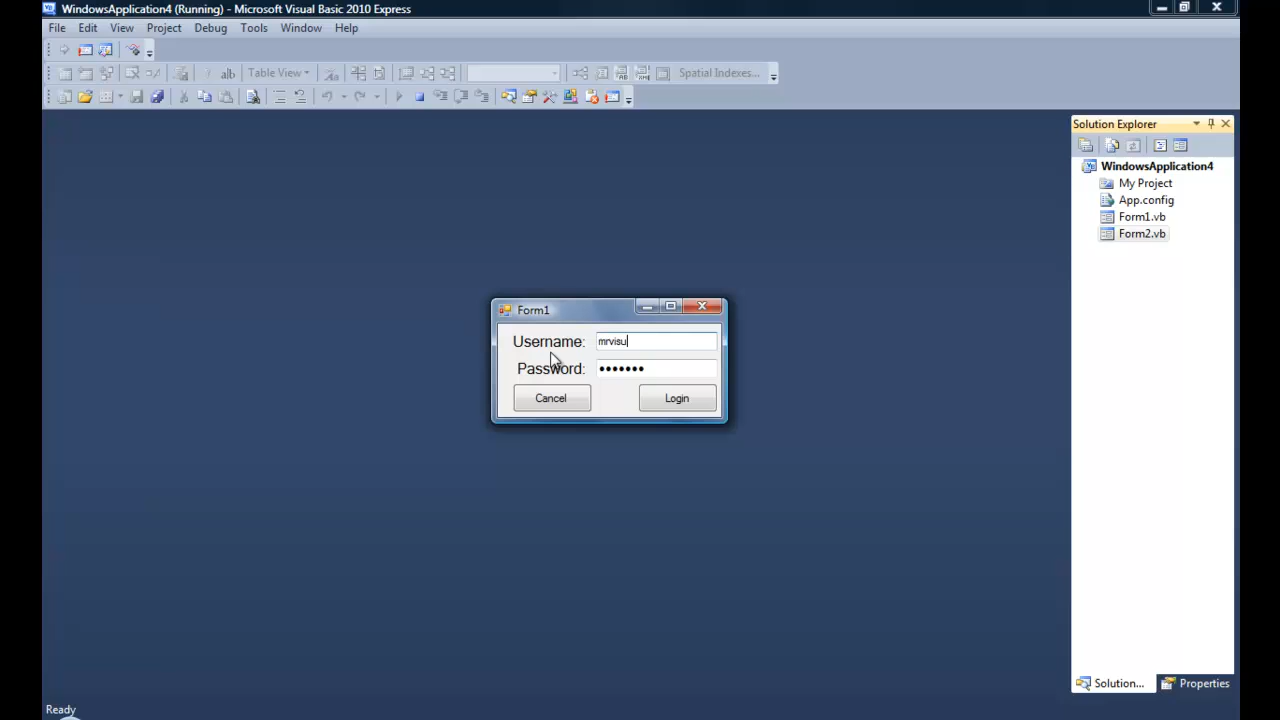 WindowsApplication4 (Running) - Microsoft Visual Basic 2010 Express
File Edit View Project Debug Tools Window Help
ab Table View Spatial Indexes...
Solution Explorer
WindowsApplication4
My Project
App.config
Form1.vb
Form2.vb
Form1
Username: mrvisu
Password: •••••••
Cancel Login
Solution... Properties
Ready